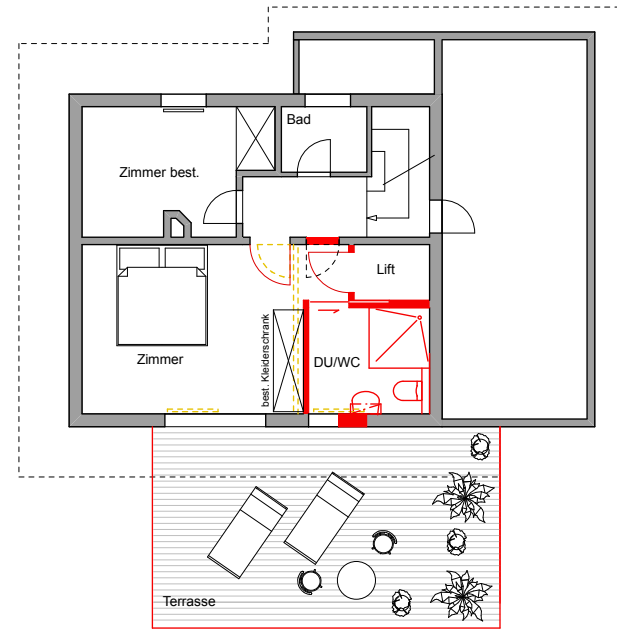 Bad
Zimmer best.
Lift
best. Kleiderschrank
Zimmer
DU/WC
Terrasse